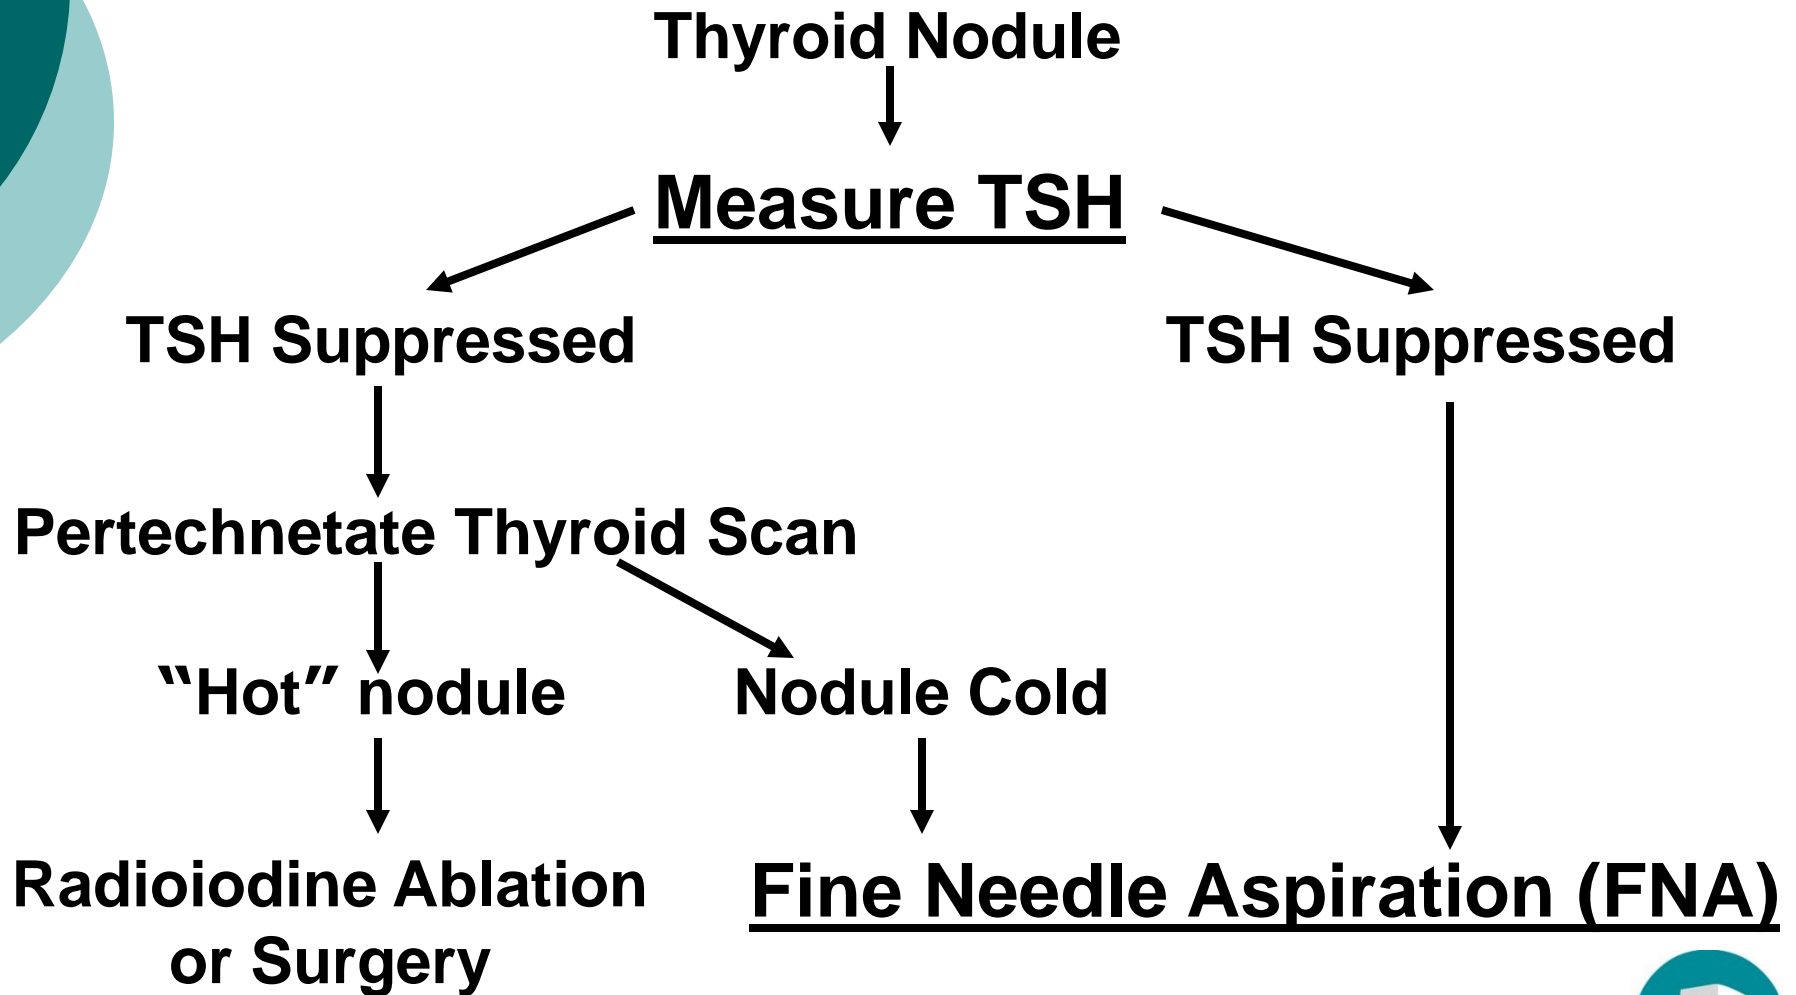 Thyroid Nodule
Measure TSH
TSH Suppressed
TSH Suppressed
Pertechnetate Thyroid Scan
“Hot” nodule
Nodule Cold
Radioiodine Ablation
or Surgery
Fine Needle Aspiration (FNA)